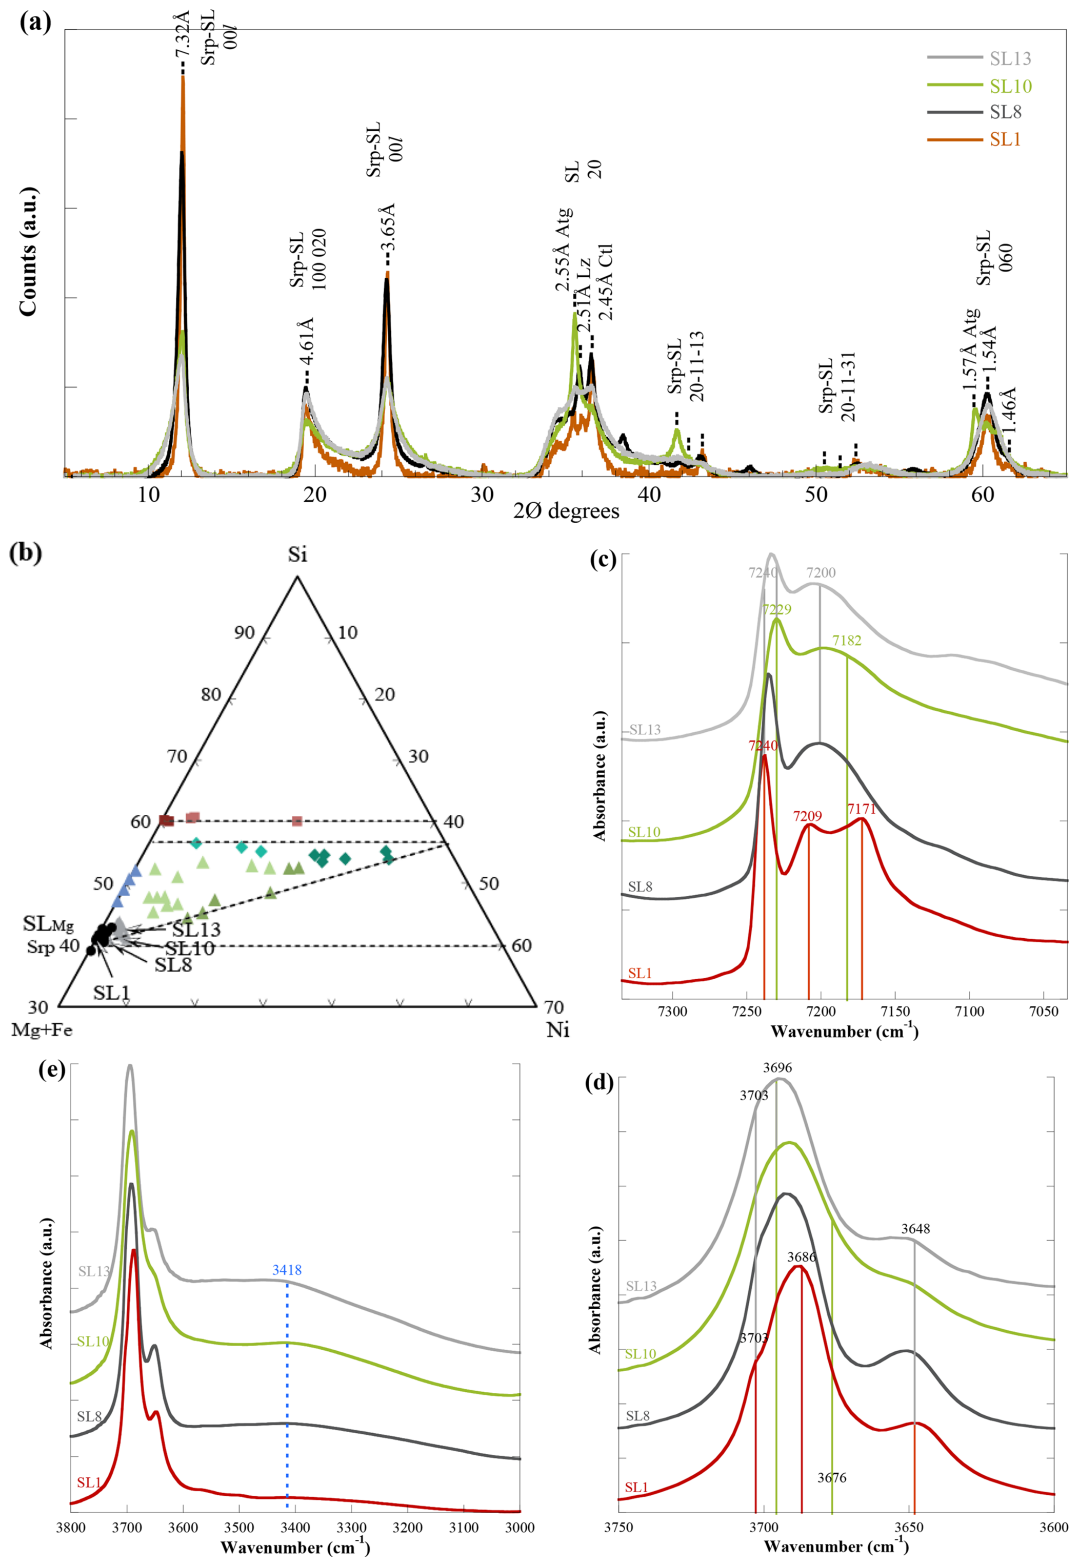 (a)
7.32Å
Srp-SL
00l
SL13
SL10
SL8
SL1
Srp-SL
00l
3.65Å
Srp-SL
100 020
4.61Å
SL
20
2.55Å Atg
2.51Å Lz
2.45Å Ctl
Srp-SL
20-11-13
Srp-SL
20-11-31
Srp-SL
060
1.57Å Atg
1.54Å
1.46Å
Counts (a.u.)
10 20 30 40 50 60
2Ø degrees
(b)
Si
90 10
80 20
70 30
60 40
50 50
SLMg
Srp 40 60
SL13
SL10
SL8
SL1
30 70
Mg+Fe Ni
(c)
7240 7200
7229
7182
SL13
7240
SL10
7209 7171
SL8
SL1
Absorbance (a.u.)
7300 7250 7200 7150 7100 7050
Wavenumber (cm-1)
(e)
3418
SL13
SL10
SL8
SL1
Absorbance (a.u.)
3800 3700 3600 3500 3400 3300 3200 3100 3000
Wavenumber (cm-1)
(d)
3696
3703
3648
3686
SL13
3703
SL10
SL8
3676
SL1
Absorbance (a.u.)
3750 3700 3650 3600
Wavenumber (cm-1)